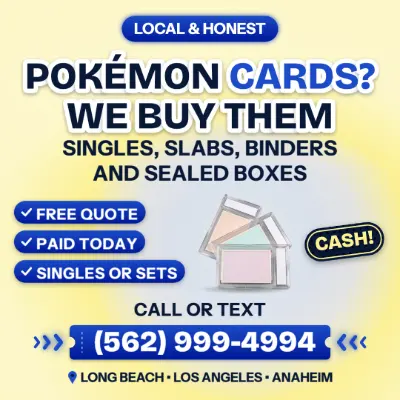 LOCAL & HONEST
POKÉMON CARDS?
WE BUY THEM
SINGLES, SLABS, BINDERS
AND SEALED BOXES
FREE QUOTE
PAID TODAY
SINGLES OR SETS
CASH!
CALL OR TEXT
(562) 999-4994
LONG BEACH • LOS ANGELES • ANAHEIM